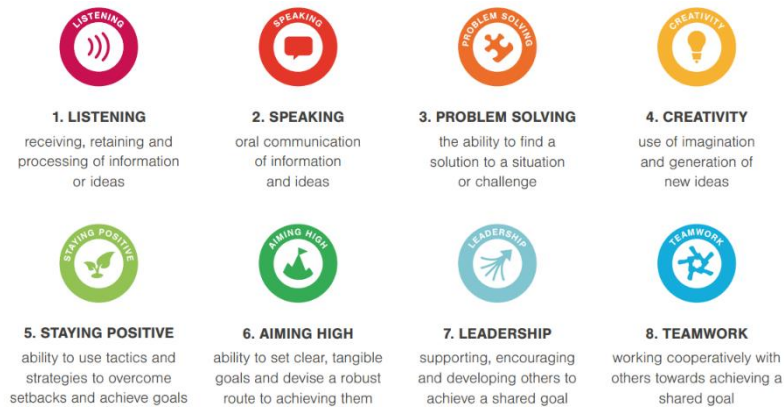 LISTENING
SPEAKING
PROBLEM SOLVING
CREATIVITY
1. LISTENING
receiving, retaining and
processing of information
or ideas
2. SPEAKING
oral communication
of information
and ideas
3. PROBLEM SOLVING
the ability to find a
solution to a situation
or challenge
4. CREATIVITY
use of imagination
and generation of
new ideas
STAYING POSITIVE
AIMING HIGH
LEADERSHIP
TEAMWORK
5. STAYING POSITIVE
ability to use tactics and
strategies to overcome
setbacks and achieve goals
6. AIMING HIGH
ability to set clear, tangible
goals and devise a robust
route to achieving them
7. LEADERSHIP
supporting, encouraging
and developing others to
achieve a shared goal
8. TEAMWORK
working cooperatively with
others towards achieving a
shared goal